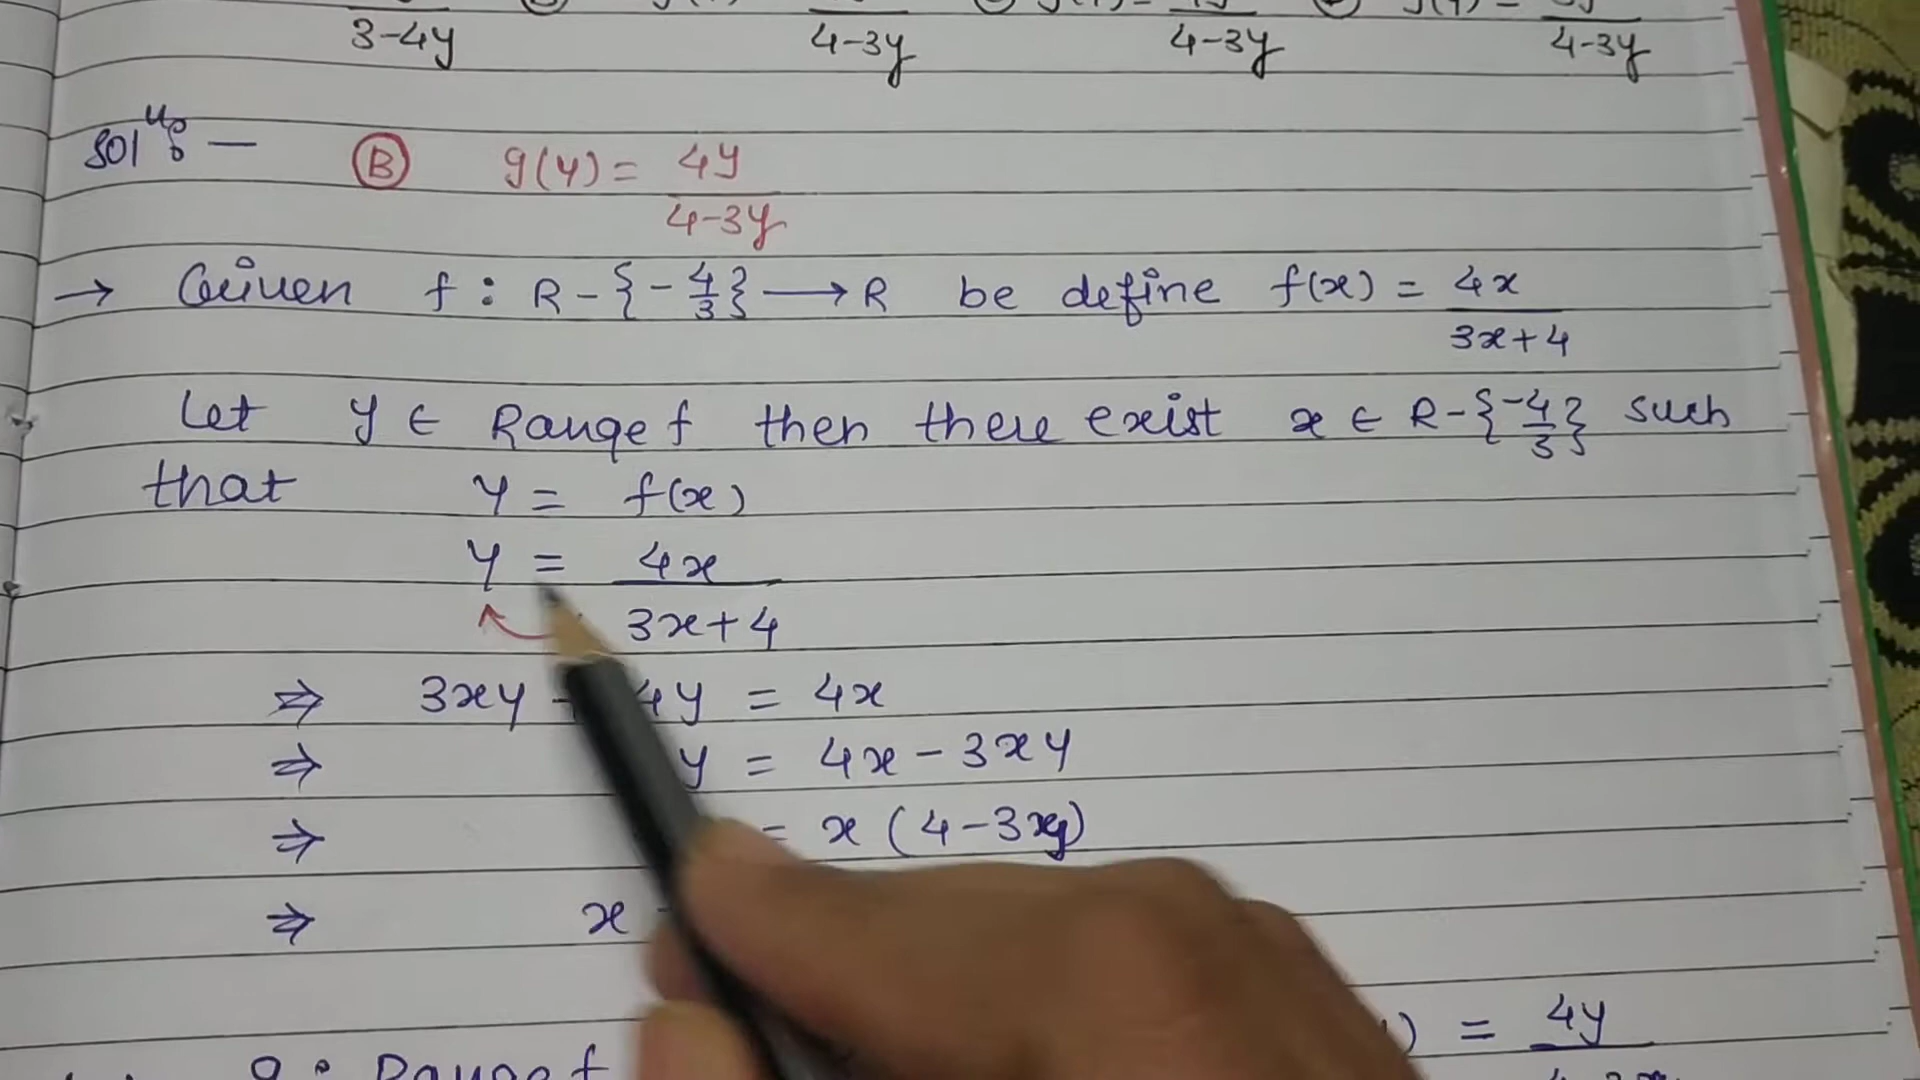 3-4y 4-3y 4-3y 4-3y
Solⁿ: — (B) g(y) = 4y / 4-3y
→ Given f : R - {-4/3} ⟶ R be define f(x) = 4x / 3x+4
Let y ∈ Range f then there exist x ∈ R - {-4/3} such
that y = f(x)
y = 4x / 3x+4
⇒ 3xy 4y = 4x
⇒ y = 4x - 3xy
⇒ = x (4-3xy)
⇒ x
) = 4y
g : Range f